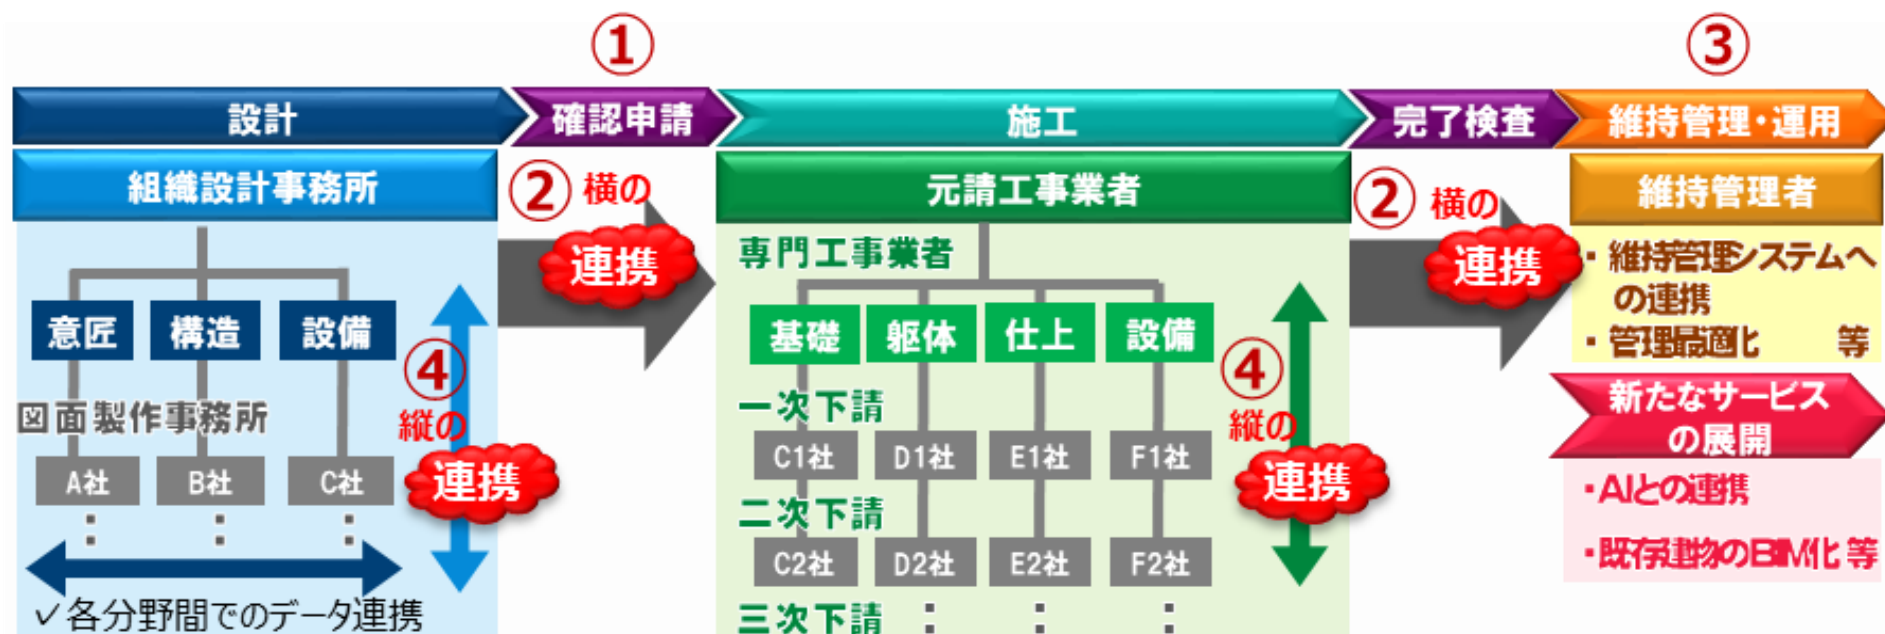 ①
③
設計
確認申請
施工
完了検査
維持管理・運用
組織設計事務所
② 横の
連携
元請工事業者
② 横の
連携
維持管理者
・維持管理システムへ
の連携
・管理最適化 等
意匠
構造
設備
④
縦の
連携
図面製作事務所
A社
B社
C社
:
:
:
✓各分野間でのデータ連携
専門工事業者
基礎
躯体
仕上
設備
④
縦の
連携
一次下請
C1社
D1社
E1社
F1社
二次下請
C2社
D2社
E2社
F2社
三次下請
:
:
:
新たなサービス
の展開
・AIとの連携
・既存建物のBIM化 等